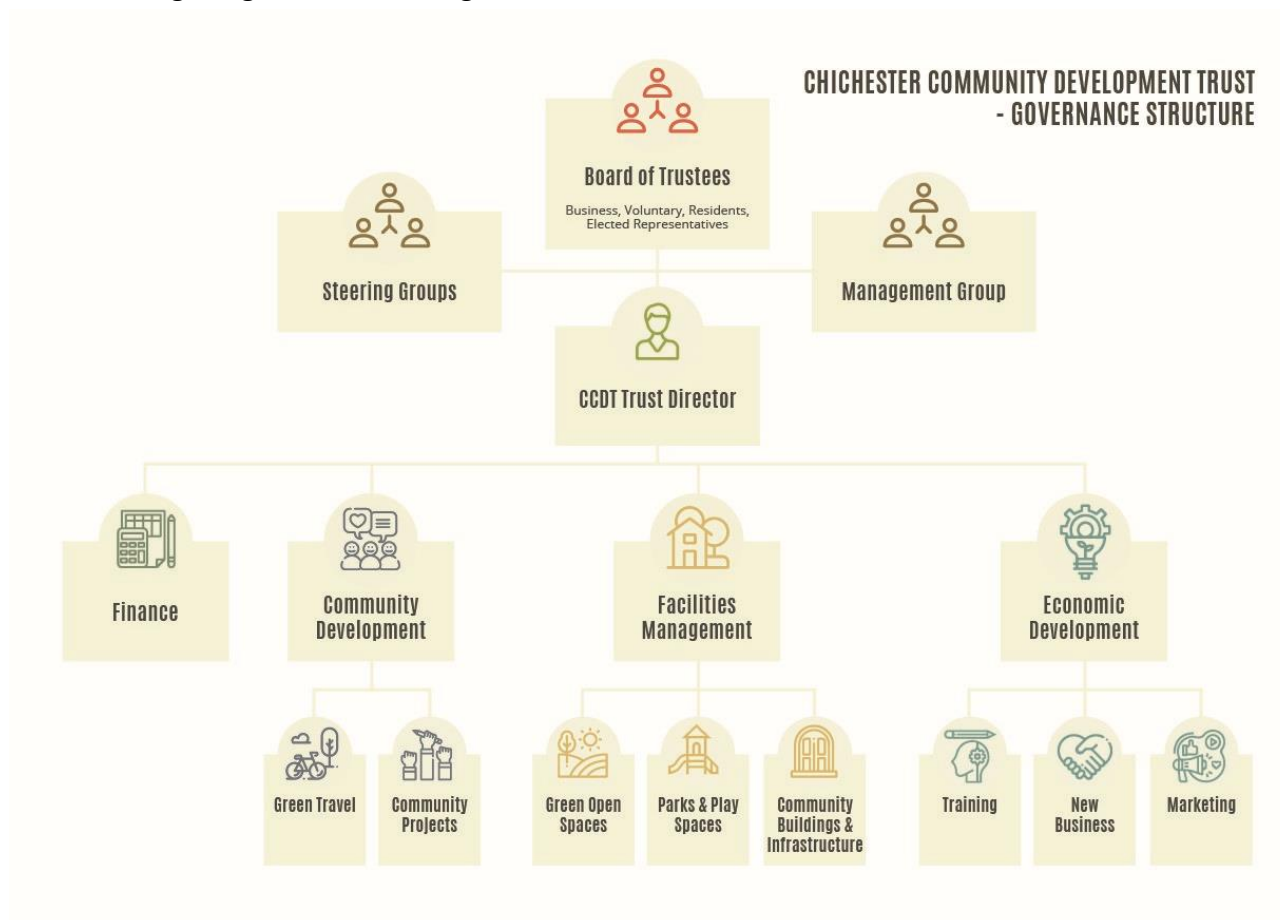 CHICHESTER COMMUNITY DEVELOPMENT TRUST
- GOVERNANCE STRUCTURE
Board of Trustees
Business, Voluntary, Residents,
Elected Representatives
Steering Groups
Management Group
CCDT Trust Director
Finance
Community
Development
Facilities
Management
Economic
Development
Green Travel
Community
Projects
Green Open
Spaces
Parks & Play
Spaces
Community
Buildings &
Infrastructure
Training
New
Business
Marketing